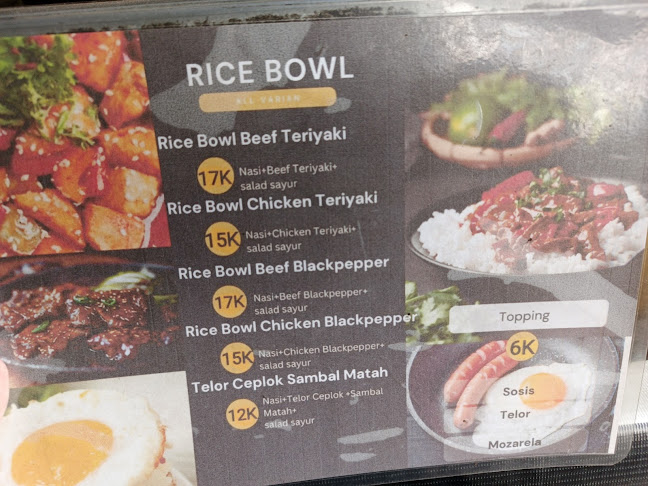 RICE BOWL
ALL VARIAN
Rice Bowl Beef Teriyaki
17K
Nasi+Beef Teriyaki+
salad sayur
Rice Bowl Chicken Teriyaki
15K
Nasi+Chicken Teriyaki+
salad sayur
Rice Bowl Beef Blackpepper
17K
Nasi+Beef Blackpepper+
salad sayur
Rice Bowl Chicken Blackpepper
15K
Nasi+Chicken Blackpepper+
salad sayur
Telor Ceplok Sambal Matah
12K
Nasi+Telor Ceplok +Sambal
Matah+
salad sayur
Topping
6K
Sosis
Telor
Mozarela